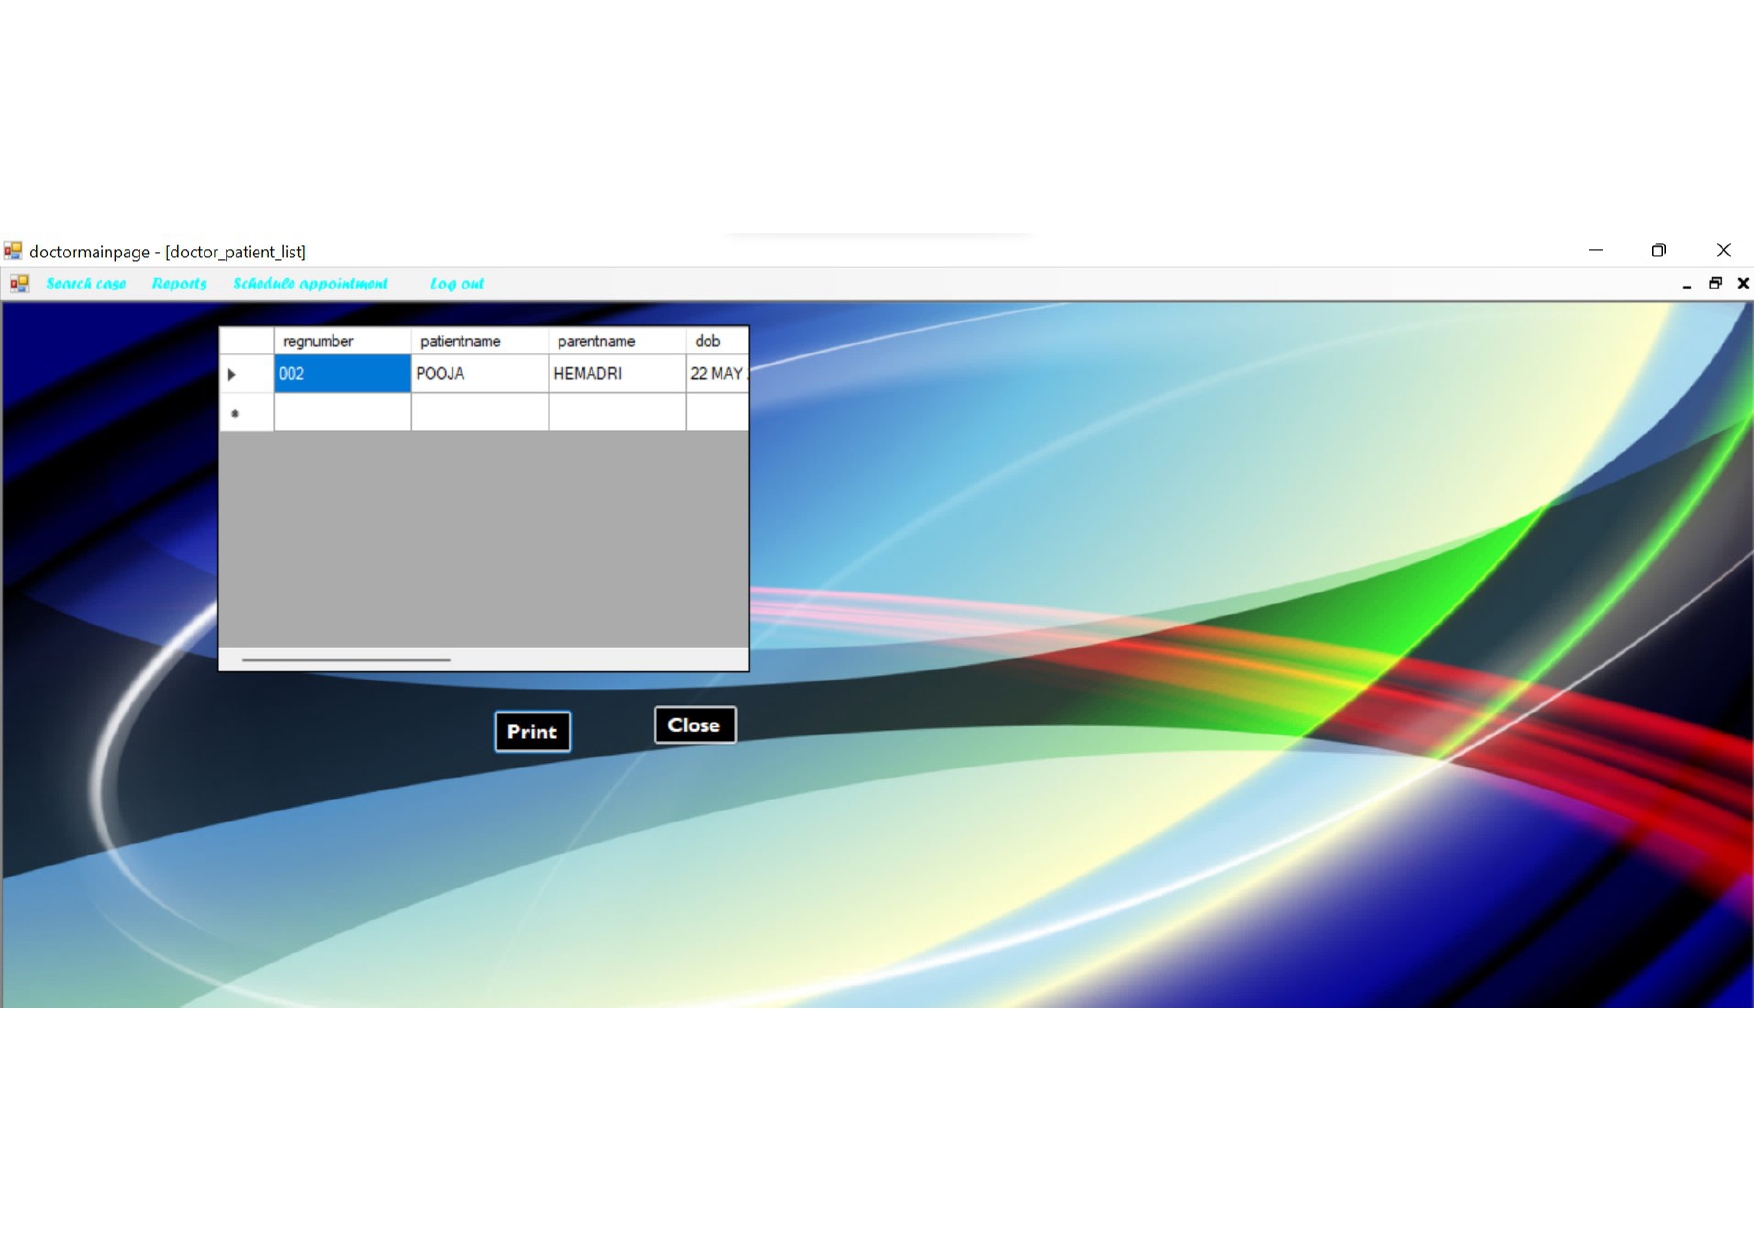 doctormainpage - [doctor_patient_list]
Search case Reports Schedule appointment Log out
regnumber patientname parentname dob
002 POOJA HEMADRI 22 MAY
Print Close